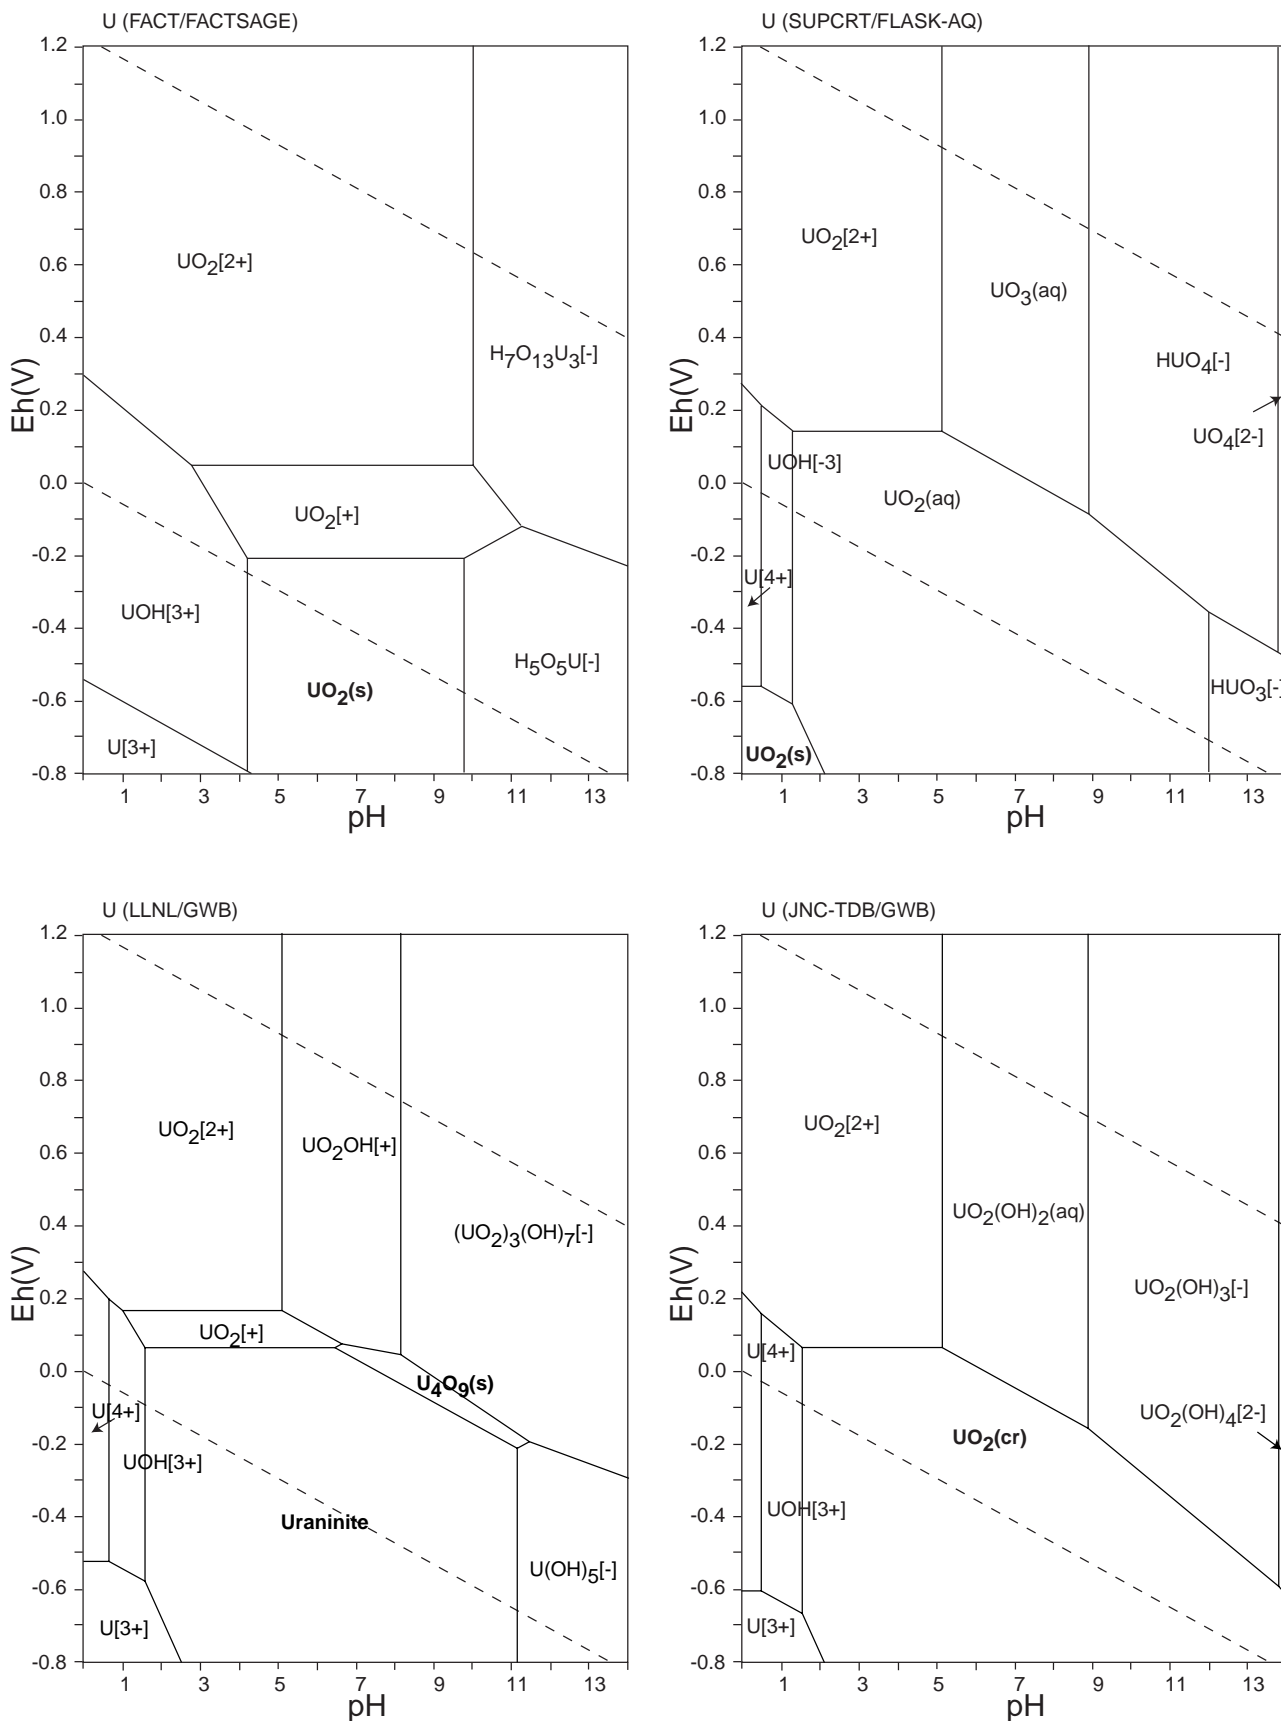 U (FACT/FACTSAGE)
1.2
1.0
0.8
0.6
0.4
0.2
0.0
-0.2
-0.4
-0.6
-0.8
Eh(V)
UO2[2+]
H7O13U3[-]
UO2[+]
UOH[3+]
H5O5U[-]
UO2(s)
U[3+]
1 3 5 7 9 11 13
pH
U (SUPCRT/FLASK-AQ)
1.2
1.0
0.8
0.6
0.4
0.2
0.0
-0.2
-0.4
-0.6
-0.8
Eh(V)
UO2[2+]
UO3(aq)
HUO4[-]
UO4[2-]
UOH[-3]
UO2(aq)
U[4+]
HUO3[-]
UO2(s)
1 3 5 7 9 11 13
pH
U (LLNL/GWB)
1.2
1.0
0.8
0.6
0.4
0.2
0.0
-0.2
-0.4
-0.6
-0.8
Eh(V)
UO2[2+]
UO2OH[+]
(UO2)3(OH)7[-]
UO2[+]
U4O9(s)
U[4+]
UOH[3+]
Uraninite
U(OH)5[-]
U[3+]
1 3 5 7 9 11 13
pH
U (JNC-TDB/GWB)
1.2
1.0
0.8
0.6
0.4
0.2
0.0
-0.2
-0.4
-0.6
-0.8
Eh(V)
UO2[2+]
UO2(OH)2(aq)
UO2(OH)3[-]
U[4+]
UO2(OH)4[2-]
UO2(cr)
UOH[3+]
U[3+]
1 3 5 7 9 11 13
pH